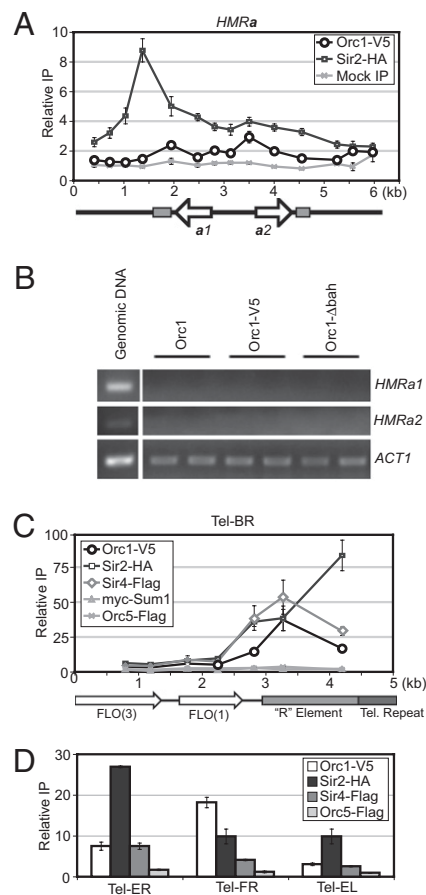 A
HMRa
Relative IP
10
8
6
4
2
0
Orc1-V5
Sir2-HA
Mock IP
0 1 2 3 4 5 6 (kb)
a1 a2
B
Genomic DNA
Orc1
Orc1-V5
Orc1-Δbah
HMRa1
HMRa2
ACT1
C
Tel-BR
Relative IP
100
75
50
25
0
Orc1-V5
Sir2-HA
Sir4-Flag
myc-Sum1
Orc5-Flag
0 1 2 3 4 5 (kb)
FLO(3) FLO(1) "R" Element Tel. Repeat
D
Relative IP
30
20
10
0
Orc1-V5
Sir2-HA
Sir4-Flag
Orc5-Flag
Tel-ER Tel-FR Tel-EL